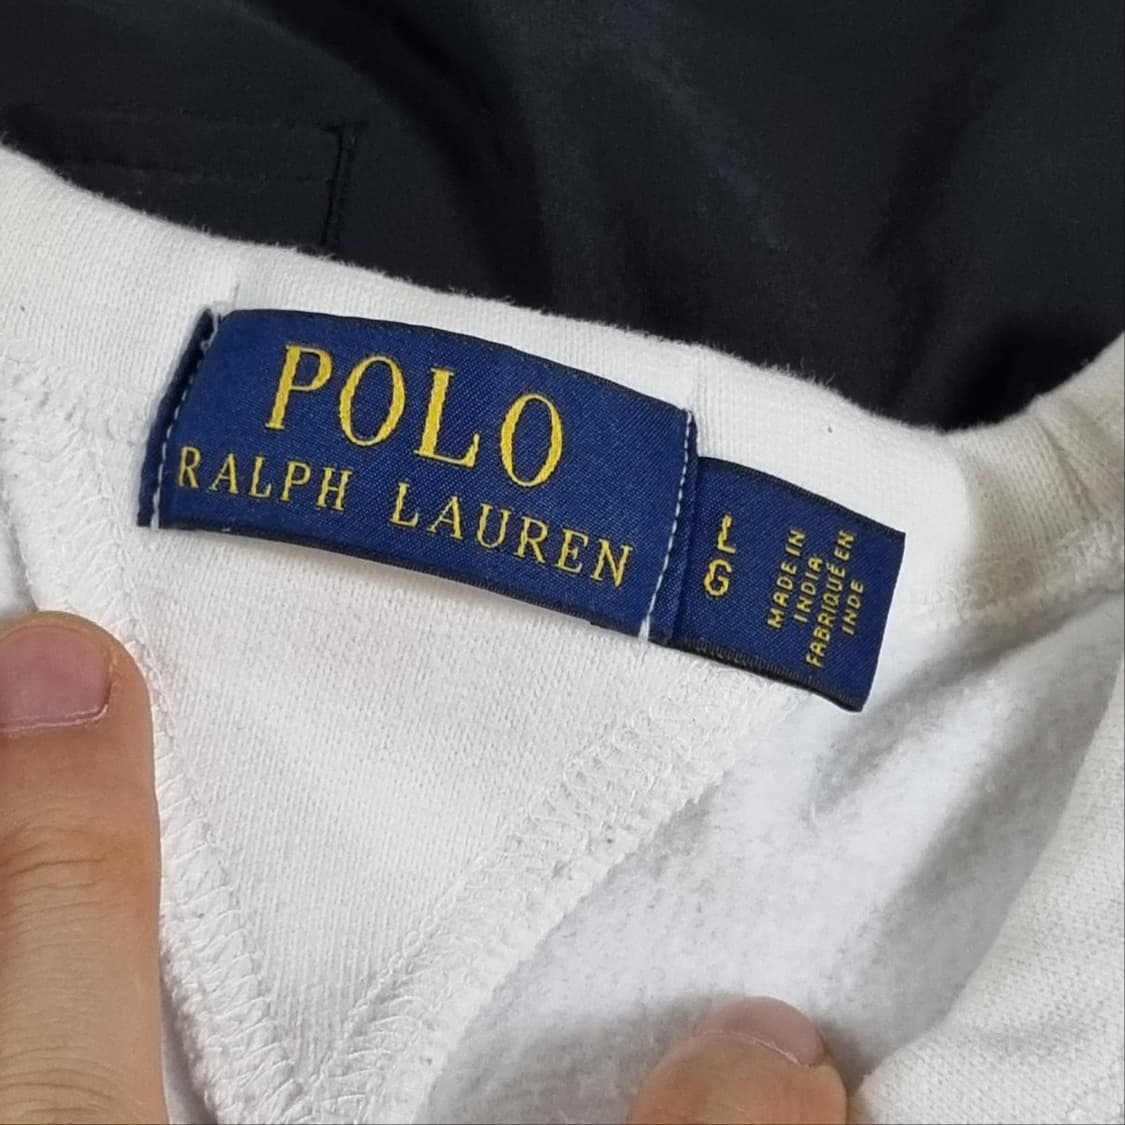 POLO
RALPH LAUREN
L
G
MADE IN
INDIA
FABRIQUÉ EN
INDE